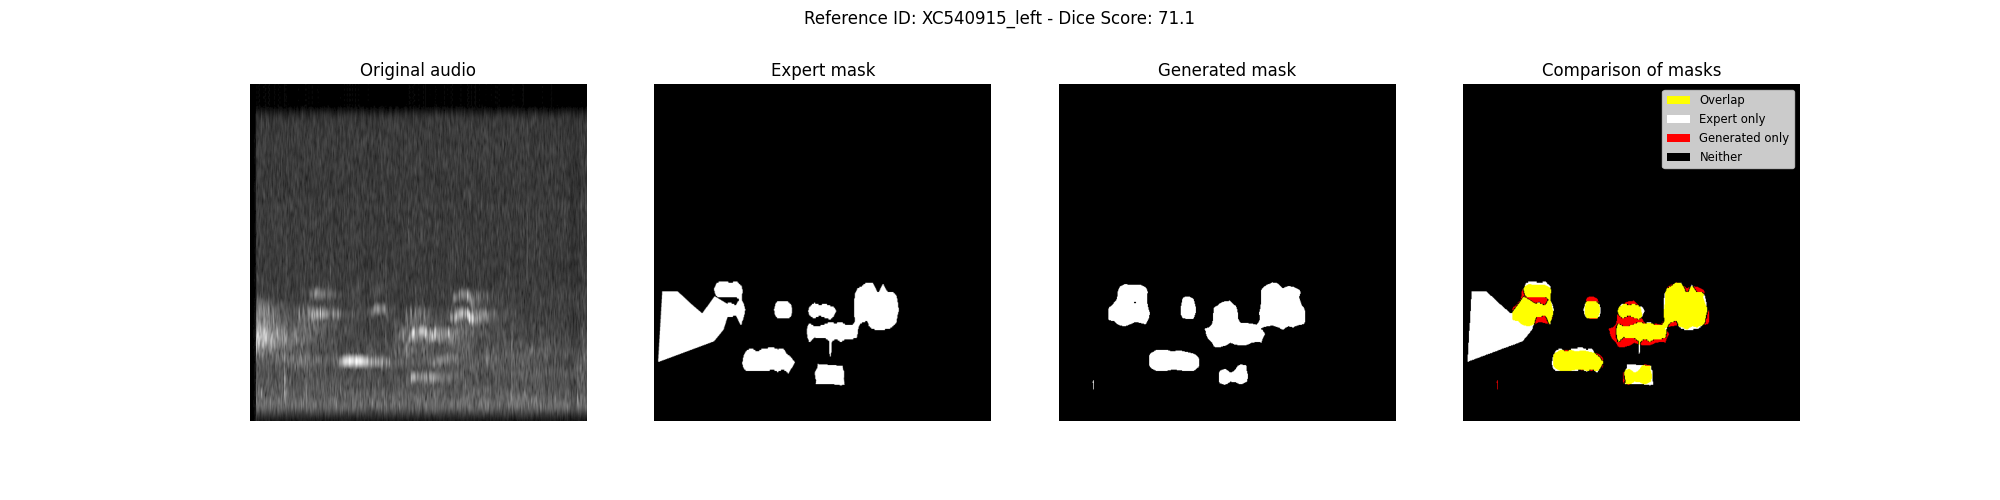 Reference ID: XC540915_left - Dice Score: 71.1
Original audio
Expert mask
Generated mask
Comparison of masks
Overlap
Expert only
Generated only
Neither